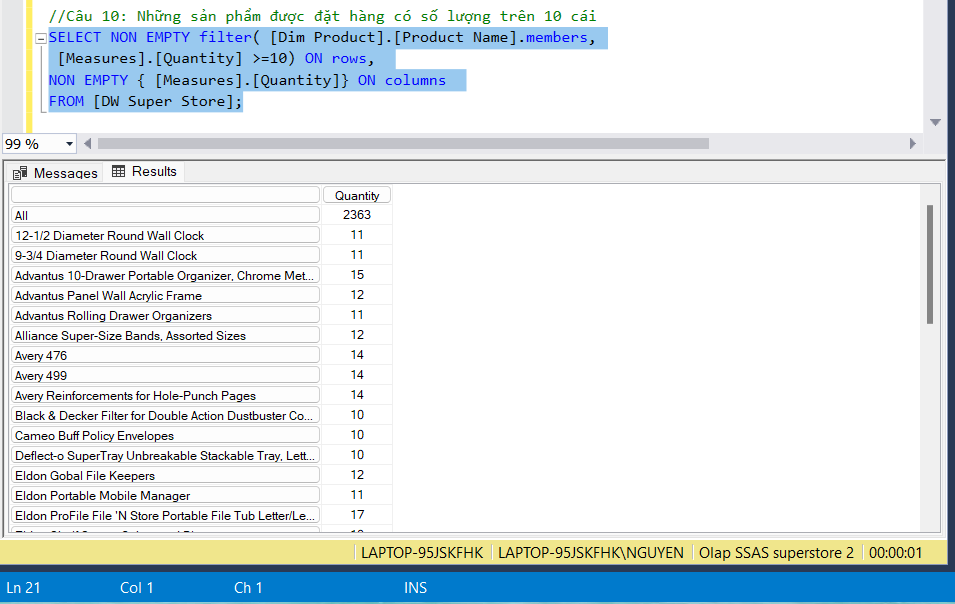 //Câu 10: Những sản phẩm được đặt hàng có số lượng trên 10 cái
SELECT NON EMPTY filter( [Dim Product].[Product Name].members,
[Measures].[Quantity] >=10) ON rows,
NON EMPTY { [Measures].[Quantity]} ON columns
FROM [DW Super Store];
99 %
Messages Results
Quantity
All 2363
12-1/2 Diameter Round Wall Clock 11
9-3/4 Diameter Round Wall Clock 11
Advantus 10-Drawer Portable Organizer, Chrome Met... 15
Advantus Panel Wall Acrylic Frame 12
Advantus Rolling Drawer Organizers 11
Alliance Super-Size Bands, Assorted Sizes 12
Avery 476 14
Avery 499 14
Avery Reinforcements for Hole-Punch Pages 14
Black & Decker Filter for Double Action Dustbuster Co... 10
Cameo Buff Policy Envelopes 10
Deflect-o SuperTray Unbreakable Stackable Tray, Lett... 10
Eldon Gobal File Keepers 12
Eldon Portable Mobile Manager 11
Eldon ProFile File 'N Store Portable File Tub Letter/Le... 17
LAPTOP-95JSKFHK LAPTOP-95JSKFHK\NGUYEN Olap SSAS superstore 2 00:00:01
Ln 21 Col 1 Ch 1 INS